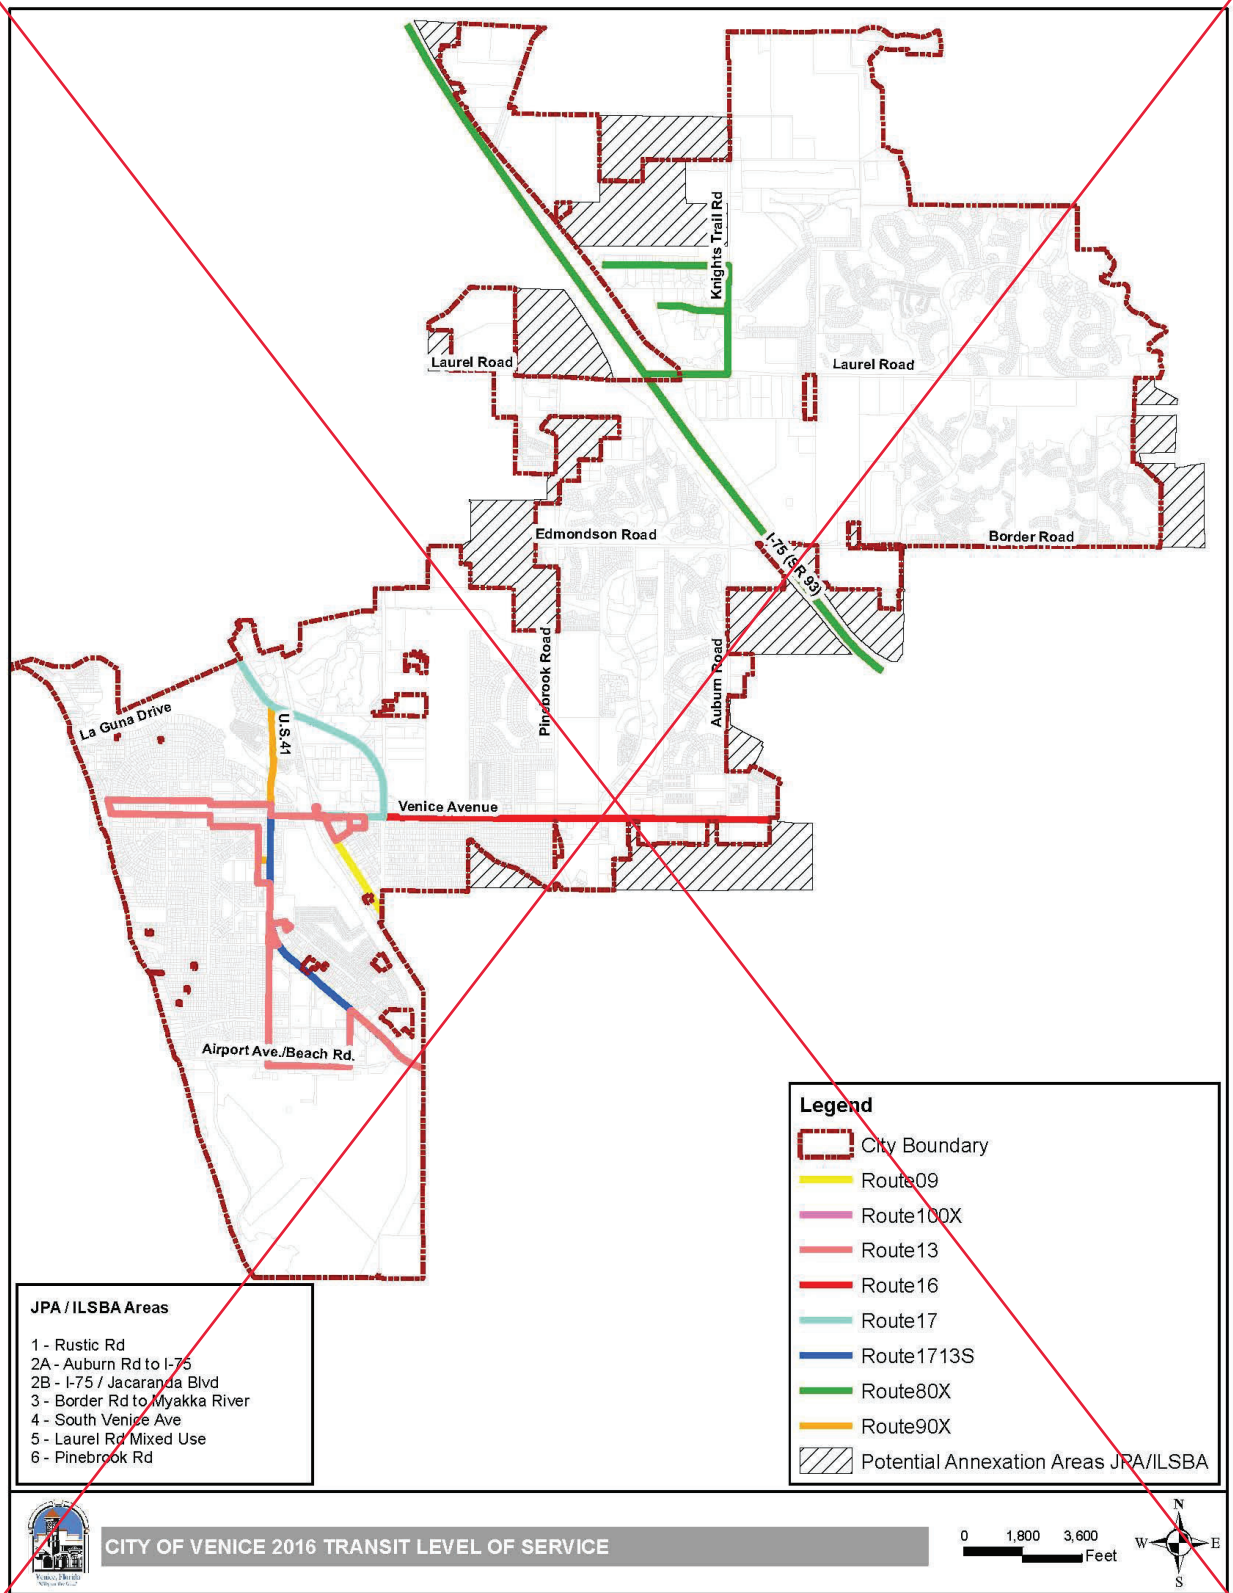 Knights Trail Rd
Laurel Road
Laurel Road
Edmondson Road
I-75 (SR 93)
Border Road
Pinebrook Road
Auburn Road
La Guna Drive
U.S.41
Venice Avenue
Airport Ave./Beach Rd.
Legend
City Boundary
Route09
Route100X
Route13
Route16
Route17
Route1713S
Route80X
Route90X
Potential Annexation Areas JPA/ILSBA
JPA / ILSBA Areas
1 - Rustic Rd
2A - Auburn Rd to I-75
2B - I-75 / Jacaranda Blvd
3 - Border Rd to Myakka River
4 - South Venice Ave
5 - Laurel Rd Mixed Use
6 - Pinebrook Rd
Venice, Florida
CITY OF VENICE 2016 TRANSIT LEVEL OF SERVICE
0 1,800 3,600
Feet
N
W E
S